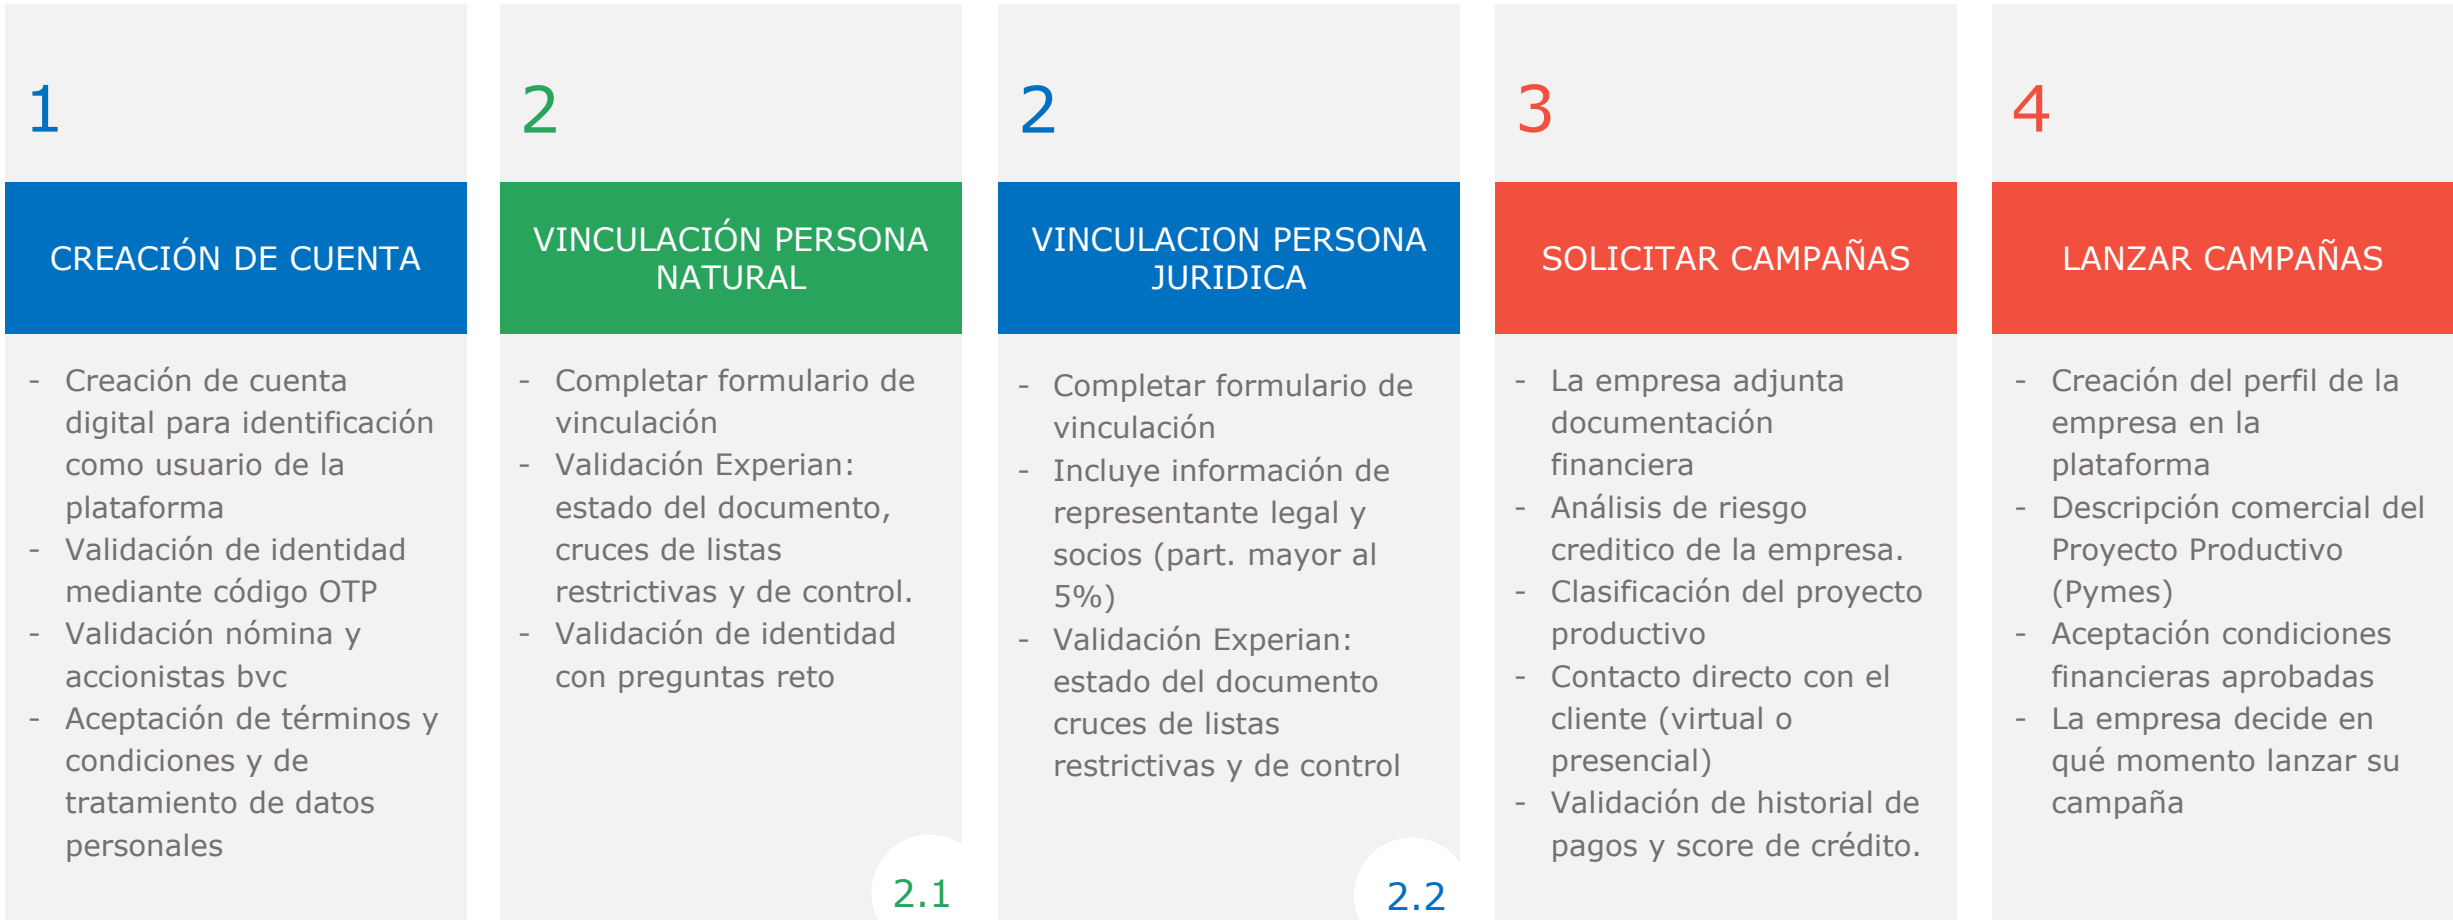 1
CREACIÓN DE CUENTA
- Creación de cuenta
digital para identificación
como usuario de la
plataforma
- Validación de identidad
mediante código OTP
- Validación nómina y
accionistas bvc
- Aceptación de términos y
condiciones y de
tratamiento de datos
personales
2
VINCULACIÓN PERSONA
NATURAL
- Completar formulario de
vinculación
- Validación Experian:
estado del documento,
cruces de listas
restrictivas y de control.
- Validación de identidad
con preguntas reto
2.1
2
VINCULACION PERSONA
JURIDICA
- Completar formulario de
vinculación
- Incluye información de
representante legal y
socios (part. mayor al
5%)
- Validación Experian:
estado del documento
cruces de listas
restrictivas y de control
2.2
3
SOLICITAR CAMPAÑAS
- La empresa adjunta
documentación
financiera
- Análisis de riesgo
creditico de la empresa.
- Clasificación del proyecto
productivo
- Contacto directo con el
cliente (virtual o
presencial)
- Validación de historial de
pagos y score de crédito.
4
LANZAR CAMPAÑAS
- Creación del perfil de la
empresa en la
plataforma
- Descripción comercial del
Proyecto Productivo
(Pymes)
- Aceptación condiciones
financieras aprobadas
- La empresa decide en
qué momento lanzar su
campaña